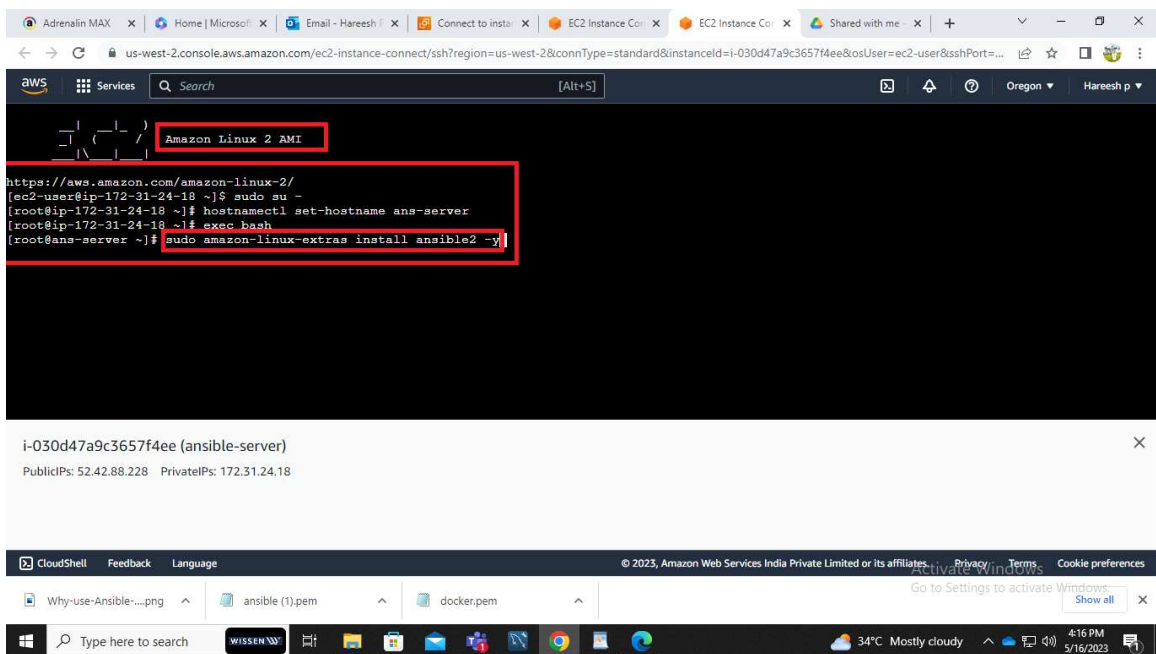 Adrenalin MAX
Home | Microsof
Email - Hareesh P
Connect to instan
EC2 Instance Con
EC2 Instance Con
Shared with me -
us-west-2.console.aws.amazon.com/ec2-instance-connect/ssh?region=us-west-2&connType=standard&instanceId=i-030d47a9c3657f4ee&osUser=ec2-user&sshPort=...
aws Services Search [Alt+S] Oregon Hareesh p
Amazon Linux 2 AMI
https://aws.amazon.com/amazon-linux-2/
[ec2-user@ip-172-31-24-18 ~]$ sudo su -
[root@ip-172-31-24-18 ~]# hostnamectl set-hostname ans-server
[root@ip-172-31-24-18 ~]# exec bash
[root@ans-server ~]# sudo amazon-linux-extras install ansible2 -y
i-030d47a9c3657f4ee (ansible-server)
PublicIPs: 52.42.88.228 PrivateIPs: 172.31.24.18
CloudShell Feedback Language © 2023, Amazon Web Services India Private Limited or its affiliates. Privacy Terms Cookie preferences
Activate Windows
Go to Settings to activate Windows.
Why-use-Ansible-....png ansible (1).pem docker.pem Show all
Type here to search WISSEN 34°C Mostly cloudy 4:16 PM
5/16/2023